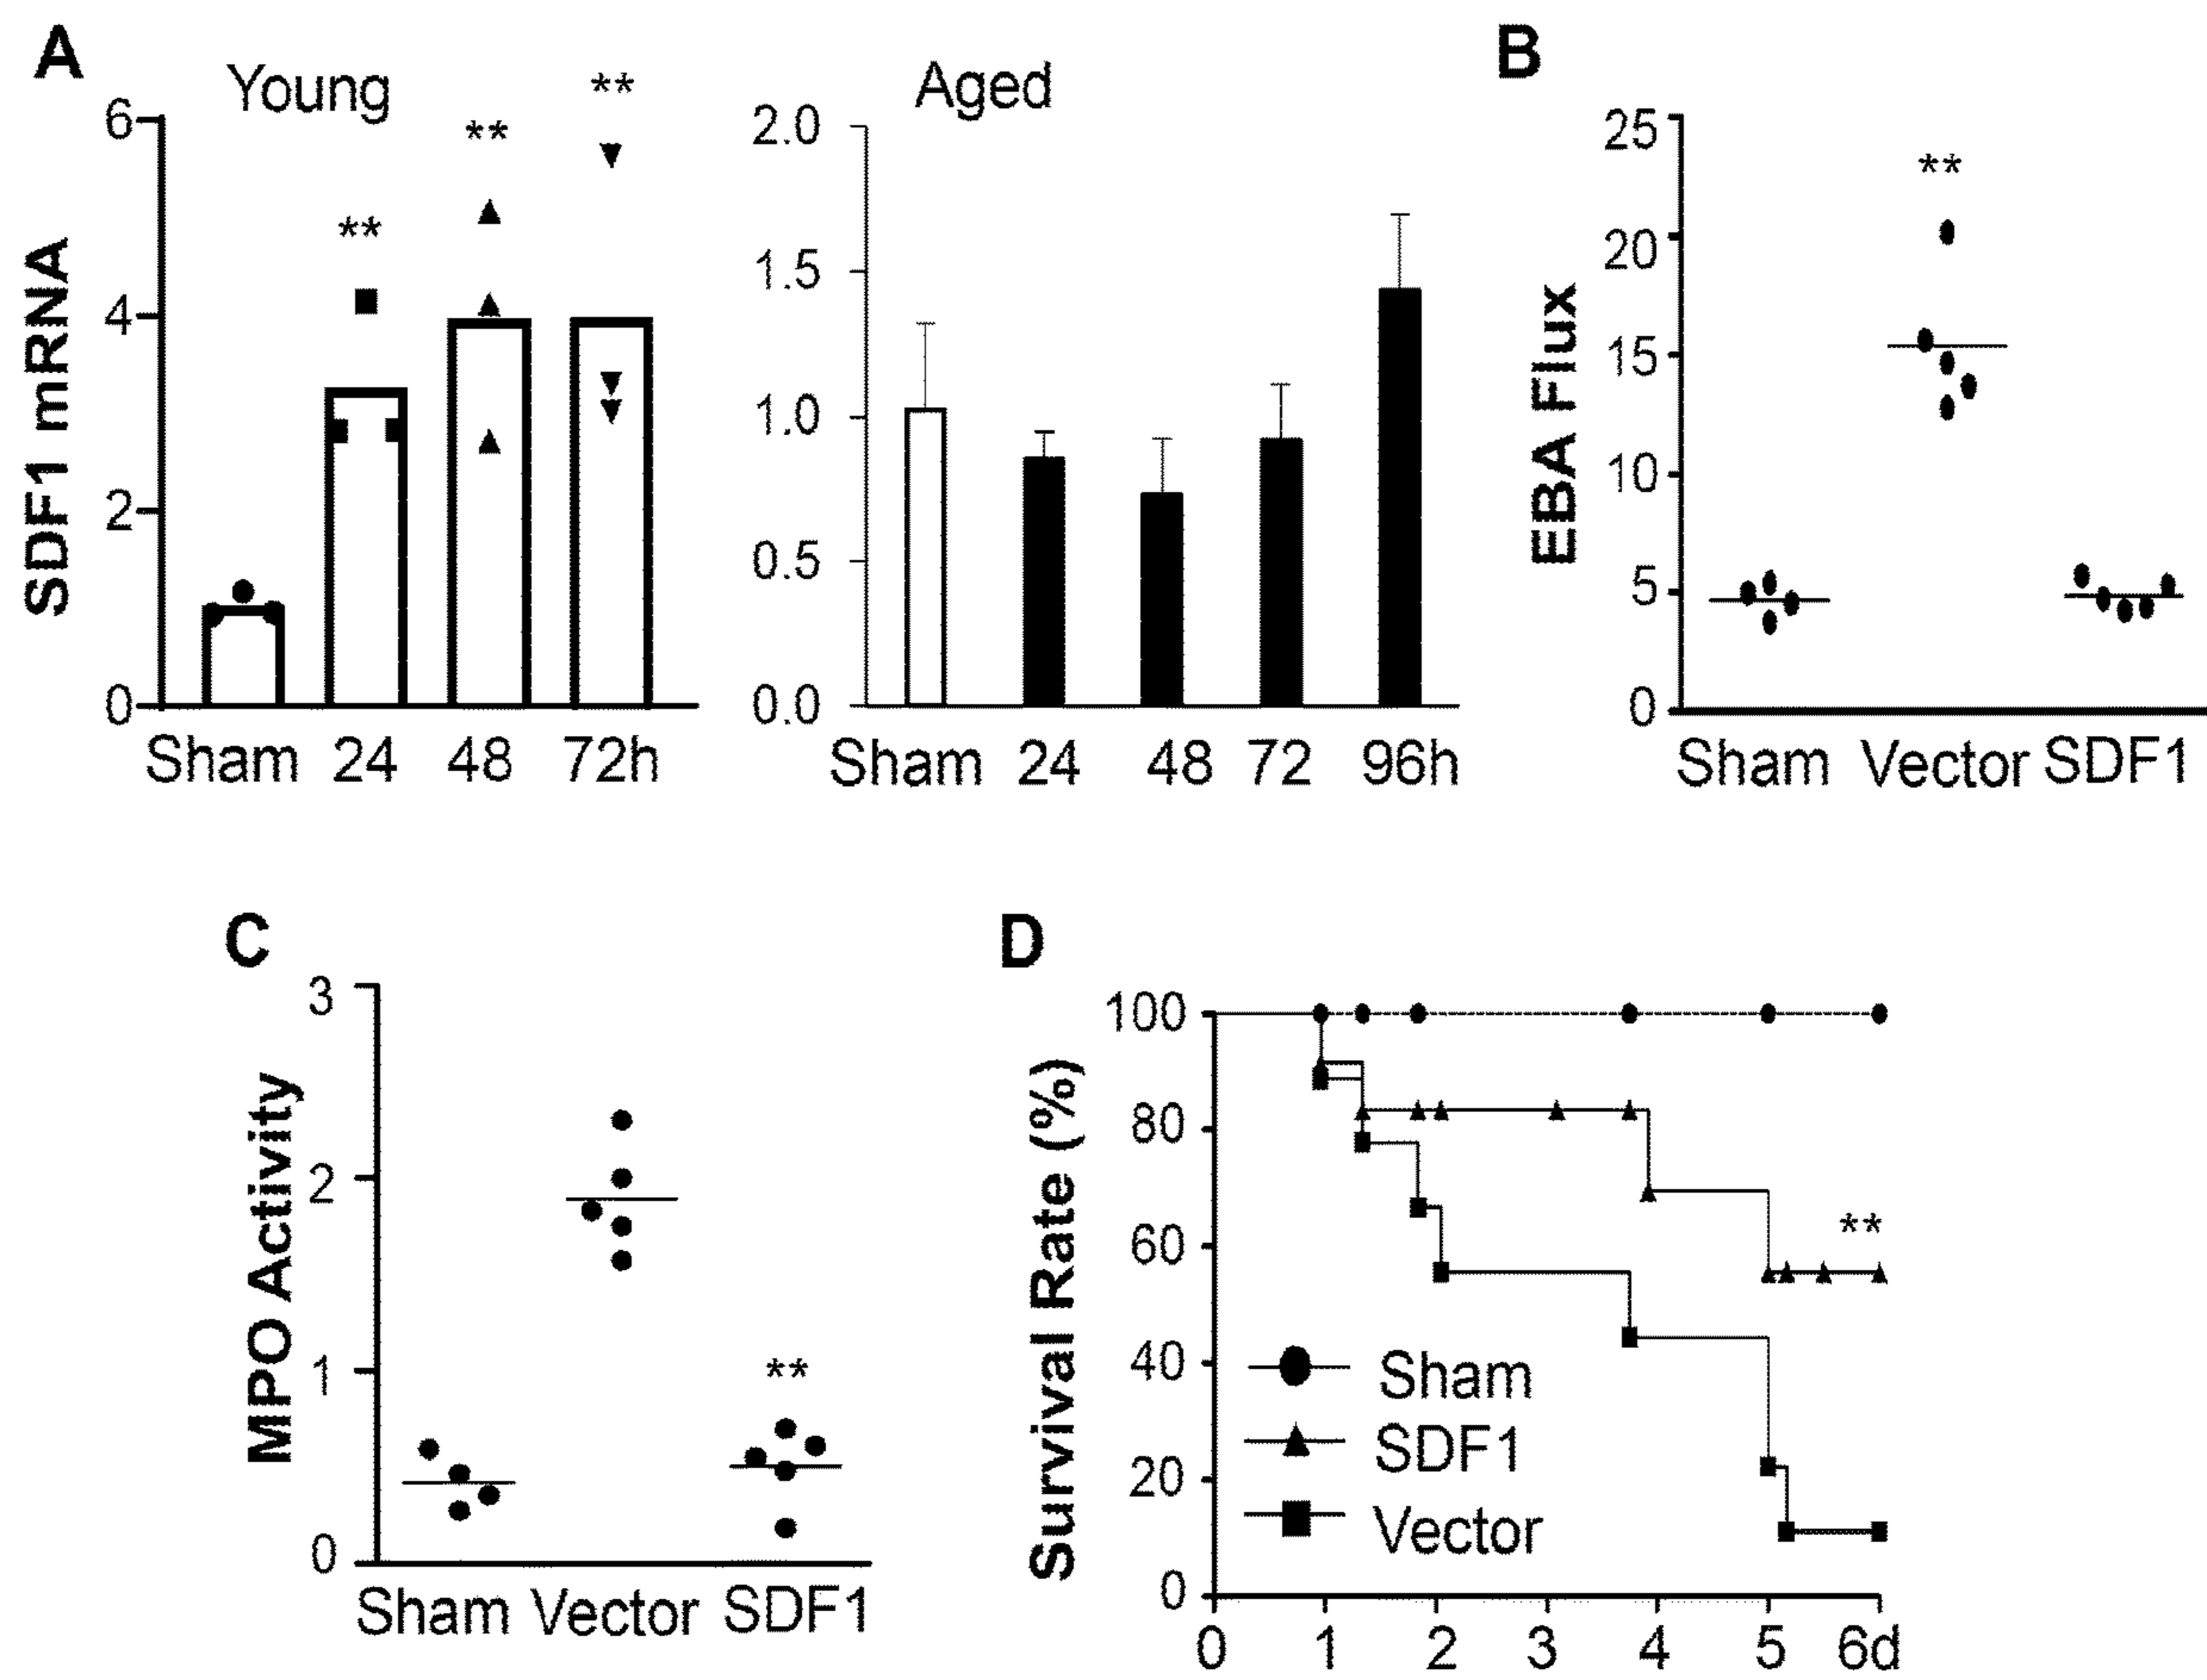 A
Young
**
**
**
6
4
2
0
SDF1 mRNA
Sham 24 48 72h
Aged
2.0
1.5
1.0
0.5
0.0
Sham 24 48 72 96h
B
**
25
20
15
10
5
0
EBA Flux
Sham Vector SDF1
C
3
2
1
0
MPO Activity
**
Sham Vector SDF1
D
100
80
60
40
20
0
Survival Rate (%)
**
Sham
SDF1
Vector
0 1 2 3 4 5 6d